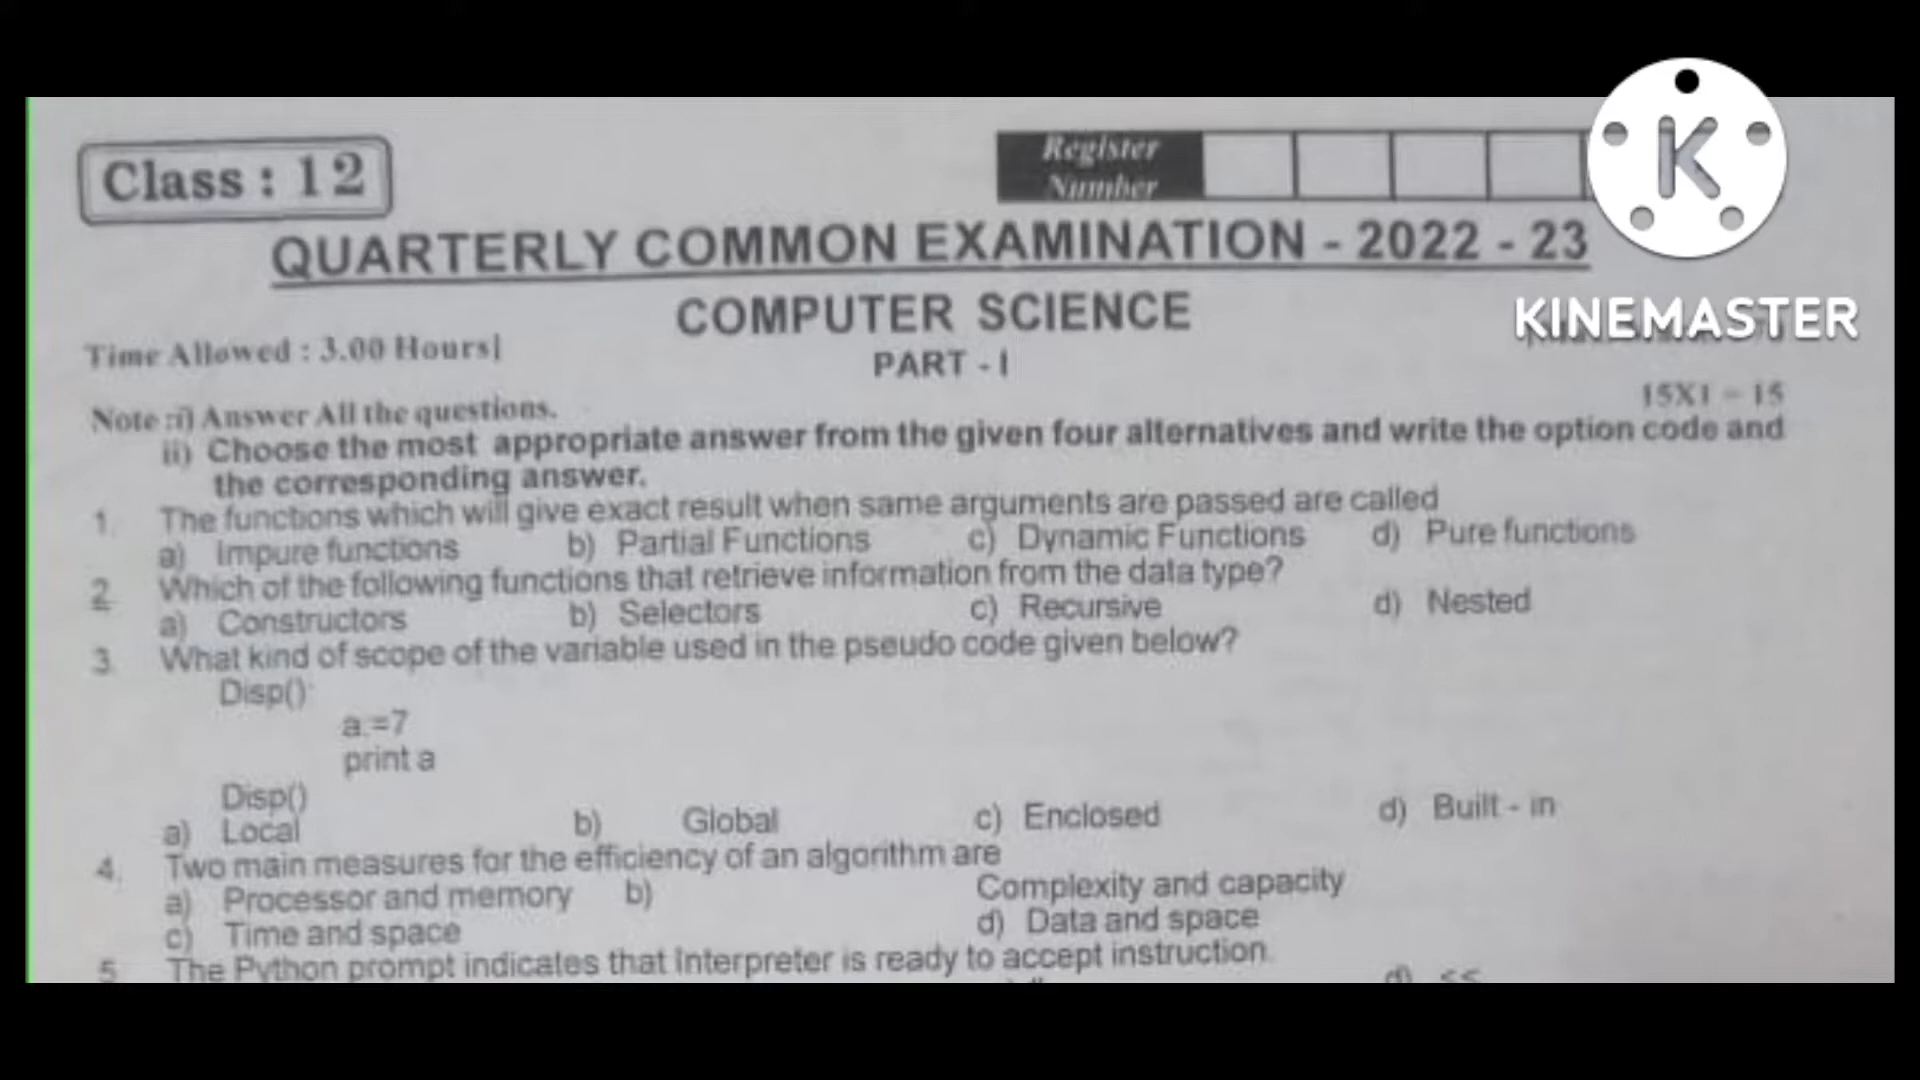 Class : 12
Register
Number
K
QUARTERLY COMMON EXAMINATION - 2022 - 23
KINEMASTER
COMPUTER SCIENCE
Time Allowed : 3.00 Hours]
PART - I
15X1 = 15
Note : i) Answer All the questions.
ii) Choose the most appropriate answer from the given four alternatives and write the option code and
the corresponding answer.
1. The functions which will give exact result when same arguments are passed are called
a) Impure functions b) Partial Functions c) Dynamic Functions d) Pure functions
2. Which of the following functions that retrieve information from the data type?
a) Constructors b) Selectors c) Recursive d) Nested
3. What kind of scope of the variable used in the pseudo code given below?
Disp():
a:=7
print a
Disp()
a) Local b) Global c) Enclosed d) Built - in
4. Two main measures for the efficiency of an algorithm are
a) Processor and memory b) Complexity and capacity
c) Time and space d) Data and space
5. The Python prompt indicates that Interpreter is ready to accept instruction.
d) <<